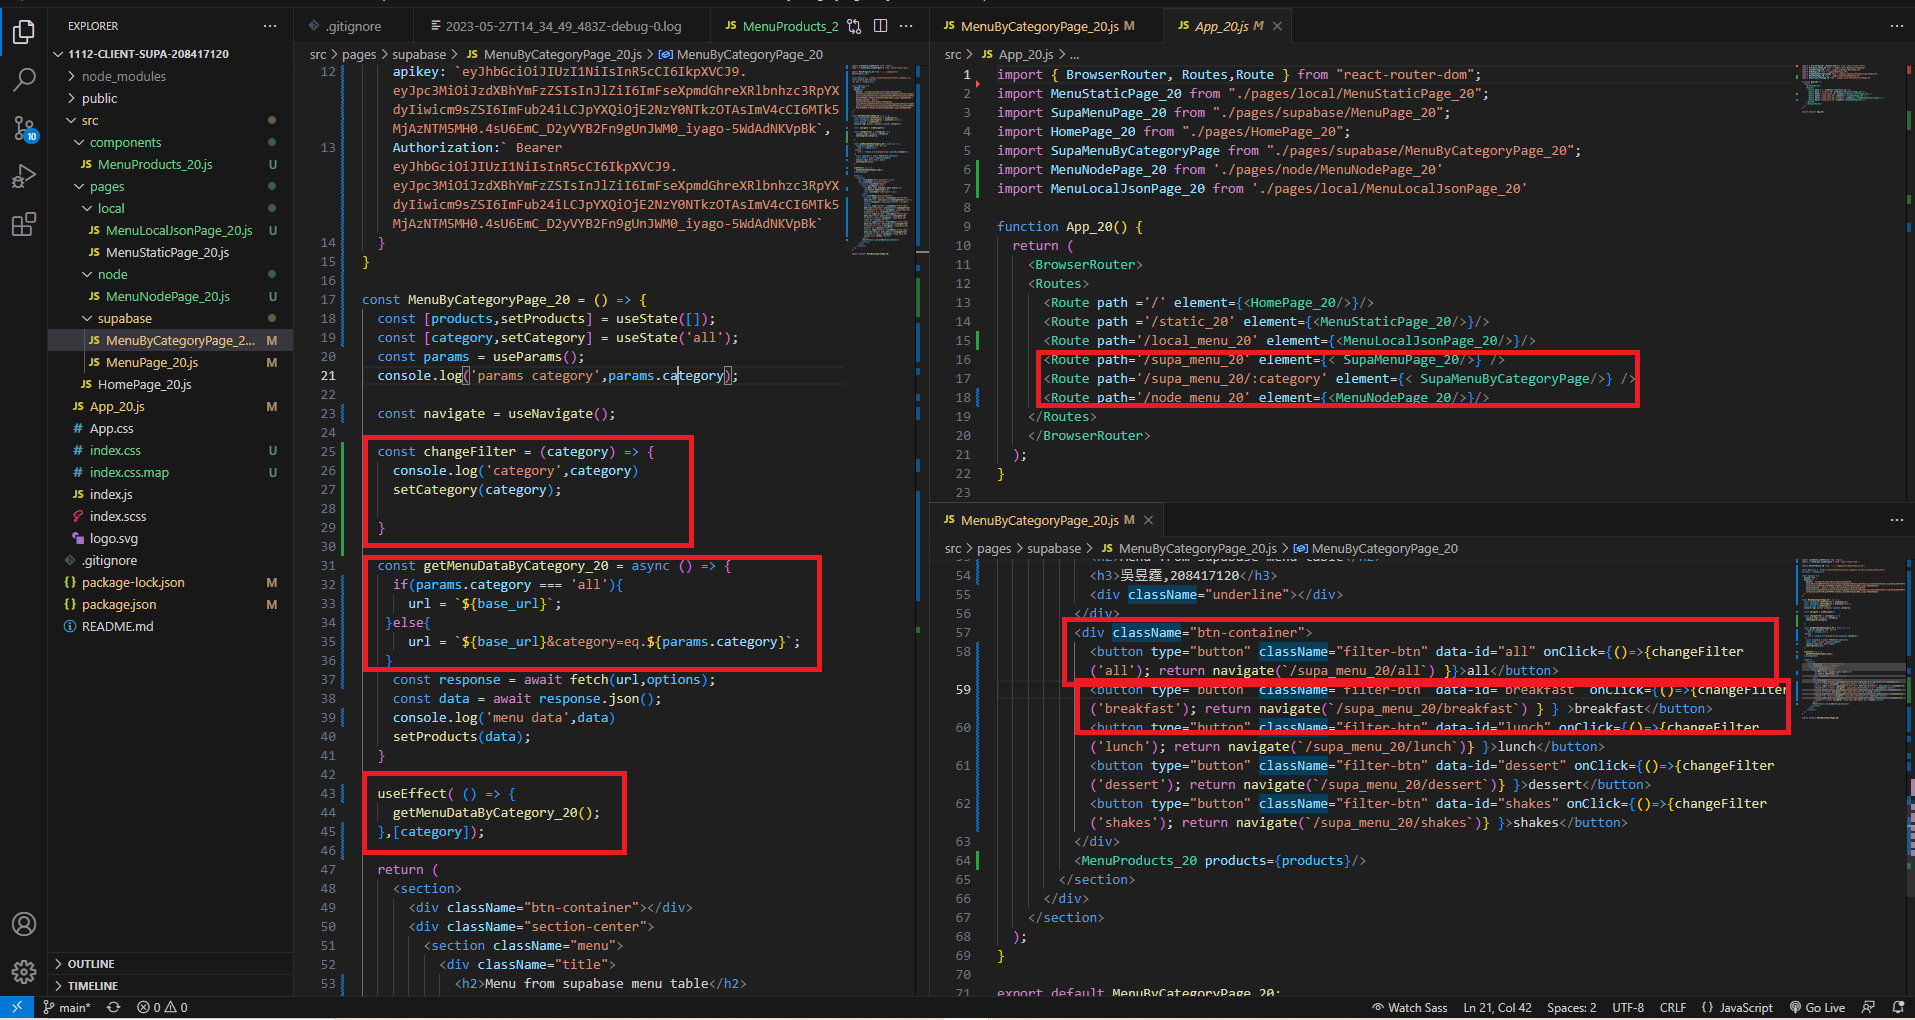 EXPLORER
1112-CLIENT-SUPA-208417120
node_modules
public
src
components
MenuProducts_20.js U
pages
local
MenuLocalJsonPage_20.js U
MenuStaticPage_20.js
node
MenuNodePage_20.js U
supabase
MenuByCategoryPage_2... M
MenuPage_20.js M
HomePage_20.js
App_20.js M
App.css
index.css U
index.css.map U
index.js
index.scss
logo.svg
.gitignore
package-lock.json M
package.json M
README.md
OUTLINE
TIMELINE
10
.gitignore
2023-05-27T14_34_49_483Z-debug-0.log
MenuProducts_2
src > pages > supabase > JS MenuByCategoryPage_20.js > MenuByCategoryPage_20
12 apikey: `eyJhbGciOiJIUzI1NiIsInR5cCI6IkpXVCJ9.
eyJpc3MiOiJzdXBhYmFzZSIsInJlZiI6ImFseXpmdGhreXRlbnhzc3RpYX
dyIiwicm9sZSI6ImFub24iLCJpYXQiOjE2NzY0NTkzOTAsImV4cCI6MTk5
MjAzNTM5MH0.4sU6EmC_D2yVYB2Fn9gUnJWM0_iyago-5WdAdNKVpBk`,
13 Authorization:` Bearer
eyJhbGciOiJIUzI1NiIsInR5cCI6IkpXVCJ9.
eyJpc3MiOiJzdXBhYmFzZSIsInJlZiI6ImFseXpmdGhreXRlbnhzc3RpYX
dyIiwicm9sZSI6ImFub24iLCJpYXQiOjE2NzY0NTkzOTAsImV4cCI6MTk5
MjAzNTM5MH0.4sU6EmC_D2yVYB2Fn9gUnJWM0_iyago-5WdAdNKVpBk`
14 }
15 }
16
17 const MenuByCategoryPage_20 = () => {
18 const [products,setProducts] = useState([]);
19 const [category,setCategory] = useState('all');
20 const params = useParams();
21 console.log('params category',params.category);
22
23 const navigate = useNavigate();
24
25 const changeFilter = (category) => {
26 console.log('category',category)
27 setCategory(category);
28
29 }
30
31 const getMenuDataByCategory_20 = async () => {
32 if(params.category === 'all'){
33 url = `${base_url}`;
34 }else{
35 url = `${base_url}&category=eq.${params.category}`;
36 }
37 const response = await fetch(url,options);
38 const data = await response.json();
39 console.log('menu data',data)
40 setProducts(data);
41 }
42
43 useEffect( () => {
44 getMenuDataByCategory_20();
45 },[category]);
46
47 return (
48 <section>
49 <div className="btn-container"></div>
50 <div className="section-center">
51 <section className="menu">
52 <div className="title">
53 <h2>Menu from supabase menu table</h2>
JS MenuByCategoryPage_20.js M
JS App_20.js M
src > JS App_20.js > ...
1 import { BrowserRouter, Routes,Route } from "react-router-dom";
2 import MenuStaticPage_20 from "./pages/local/MenuStaticPage_20";
3 import SupaMenuPage_20 from "./pages/supabase/MenuPage_20";
4 import HomePage_20 from "./pages/HomePage_20";
5 import SupaMenuByCategoryPage from "./pages/supabase/MenuByCategoryPage_20";
6 import MenuNodePage_20 from './pages/node/MenuNodePage_20'
7 import MenuLocalJsonPage_20 from './pages/local/MenuLocalJsonPage_20'
8
9 function App_20() {
10 return (
11 <BrowserRouter>
12 <Routes>
13 <Route path ='/' element={<HomePage_20/>}/>
14 <Route path ='/static_20' element={<MenuStaticPage_20/>}/>
15 <Route path ='/local_menu_20' element={<MenuLocalJsonPage_20/>}/>
16 <Route path='/supa_menu_20' element={< SupaMenuPage_20/>} />
17 <Route path='/supa_menu_20/:category' element={< SupaMenuByCategoryPage/>} />
18 <Route path='/node_menu_20' element={<MenuNodePage_20/>}/>
19 </Routes>
20 </BrowserRouter>
21 );
22 }
23
JS MenuByCategoryPage_20.js M
src > pages > supabase > JS MenuByCategoryPage_20.js > MenuByCategoryPage_20
54 <h3>吳昱霆,208417120</h3>
55 <div className="underline"></div>
56 </div>
57 <div className="btn-container">
58 <button type="button" className="filter-btn" data-id="all" onClick={()=>{changeFilter
('all'); return navigate(`/supa_menu_20/all`) }}>all</button>
59 <button type="button" className="filter-btn" data-id="breakfast" onClick={()=>{changeFilter
('breakfast'); return navigate(`/supa_menu_20/breakfast`) } } >breakfast</button>
60 <button type="button" className="filter-btn" data-id="lunch" onClick={()=>{changeFilter
('lunch'); return navigate(`/supa_menu_20/lunch`)} }>lunch</button>
61 <button type="button" className="filter-btn" data-id="dessert" onClick={()=>{changeFilter
('dessert'); return navigate(`/supa_menu_20/dessert`)} }>dessert</button>
62 <button type="button" className="filter-btn" data-id="shakes" onClick={()=>{changeFilter
('shakes'); return navigate(`/supa_menu_20/shakes`)} }>shakes</button>
63 </div>
64 <MenuProducts_20 products={products}/>
65 </section>
66 </div>
67 </section>
68 );
69 }
70
71 export default MenuByCategoryPage_20;
main* 0 0
Watch Sass Ln 21, Col 42 Spaces: 2 UTF-8 CRLF { } JavaScript Go Live